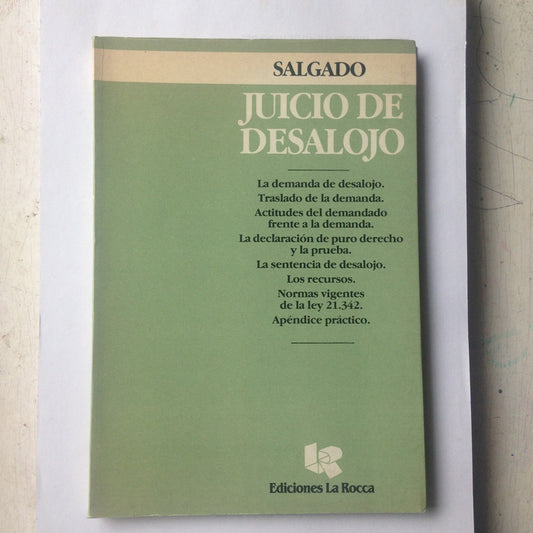 SALGADO
JUICIO DE
DESALOJO
La demanda de desalojo.
Traslado de la demanda.
Actitudes del demandado
frente a la demanda.
La declaración de puro derecho
y la prueba.
La sentencia de desalojo.
Los recursos.
Normas vigentes
de la ley 21.342.
Apéndice práctico.
Ediciones La Rocca